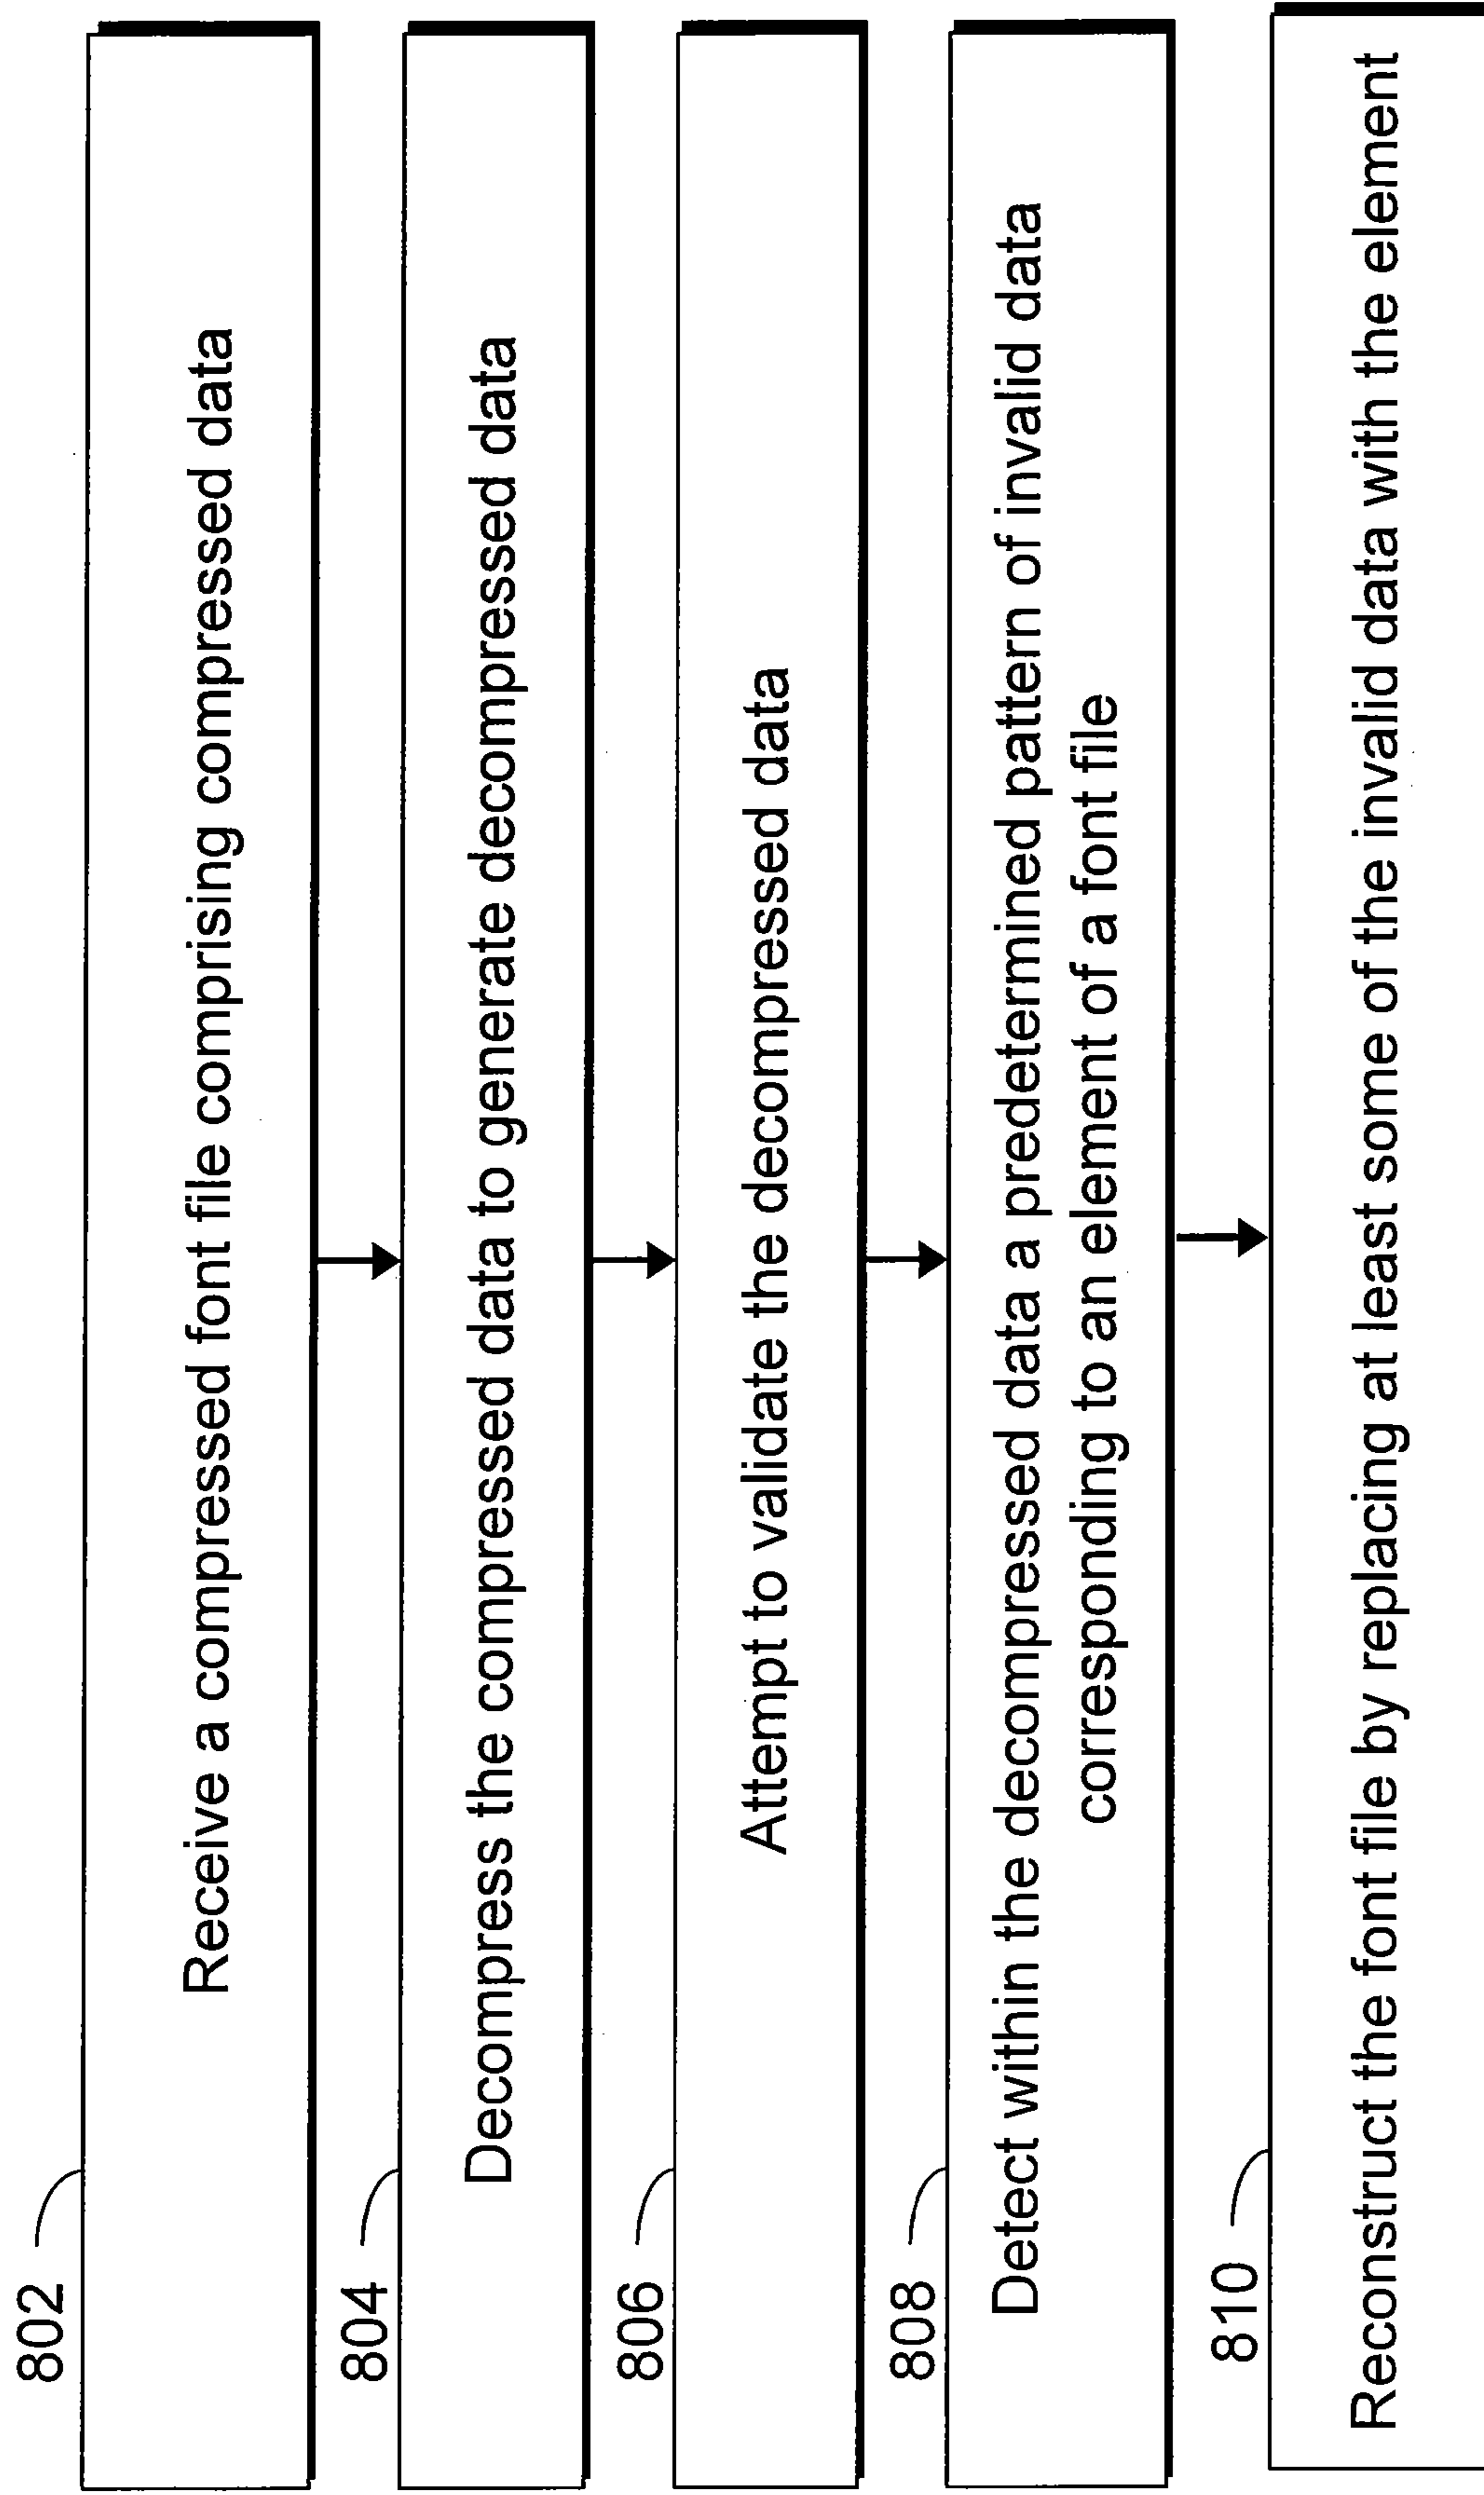 802
Receive a compressed font file comprising compressed data
804
Decompress the compressed data to generate decompressed data
806
Attempt to validate the decompressed data
808
Detect within the decompressed data a predetermined pattern of invalid data
corresponding to an element of a font file
810
Reconstruct the font file by replacing at least some of the invalid data with the element